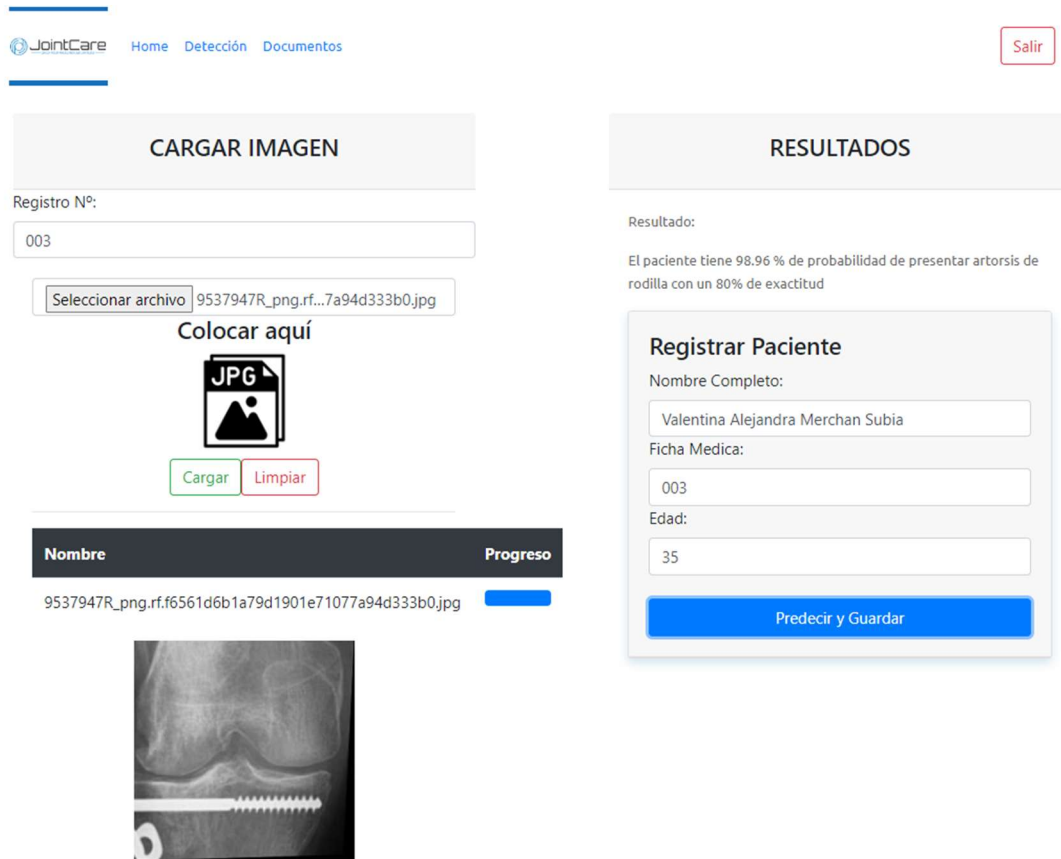 JointCare
Home Detección Documentos
Salir
CARGAR IMAGEN
Registro Nº:
003
Seleccionar archivo 9537947R_png.rf...7a94d333b0.jpg
Colocar aquí
JPG
Cargar Limpiar
Nombre Progreso
9537947R_png.rf.f6561d6b1a79d1901e71077a94d333b0.jpg
RESULTADOS
Resultado:
El paciente tiene 98.96 % de probabilidad de presentar artorsis de
rodilla con un 80% de exactitud
Registrar Paciente
Nombre Completo:
Valentina Alejandra Merchan Subia
Ficha Medica:
003
Edad:
35
Predecir y Guardar